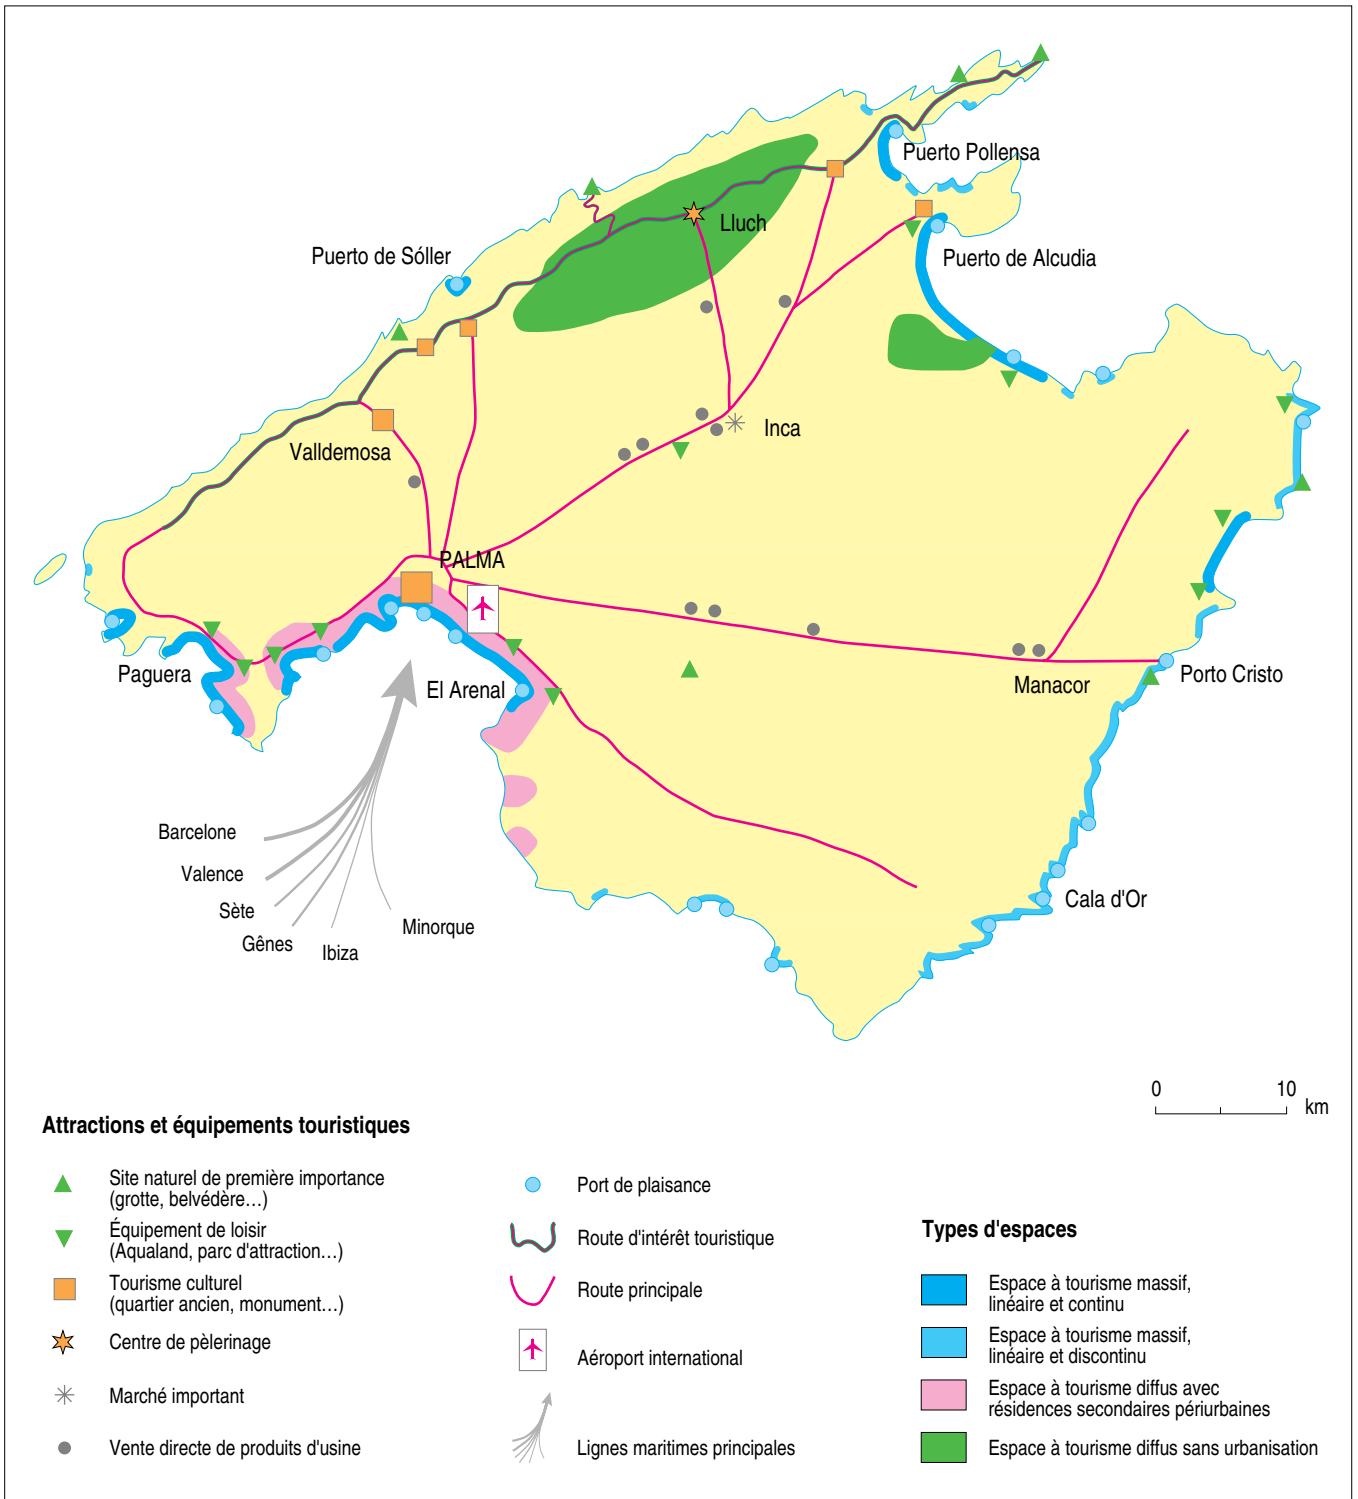 Puerto Pollensa
Lluch
Puerto de Sóller
Puerto de Alcudia
Inca
Valldemosa
PALMA
Paguera
El Arenal
Manacor
Porto Cristo
Barcelone
Valence
Sète
Gênes
Ibiza
Minorque
Cala d'Or
0 10
km
Attractions et équipements touristiques
Site naturel de première importance
(grotte, belvédère...)
Équipement de loisir
(Aqualand, parc d'attraction...)
Tourisme culturel
(quartier ancien, monument...)
Centre de pèlerinage
Marché important
Vente directe de produits d'usine
Port de plaisance
Route d'intérêt touristique
Route principale
Aéroport international
Lignes maritimes principales
Types d'espaces
Espace à tourisme massif,
linéaire et continu
Espace à tourisme massif,
linéaire et discontinu
Espace à tourisme diffus avec
résidences secondaires périurbaines
Espace à tourisme diffus sans urbanisation